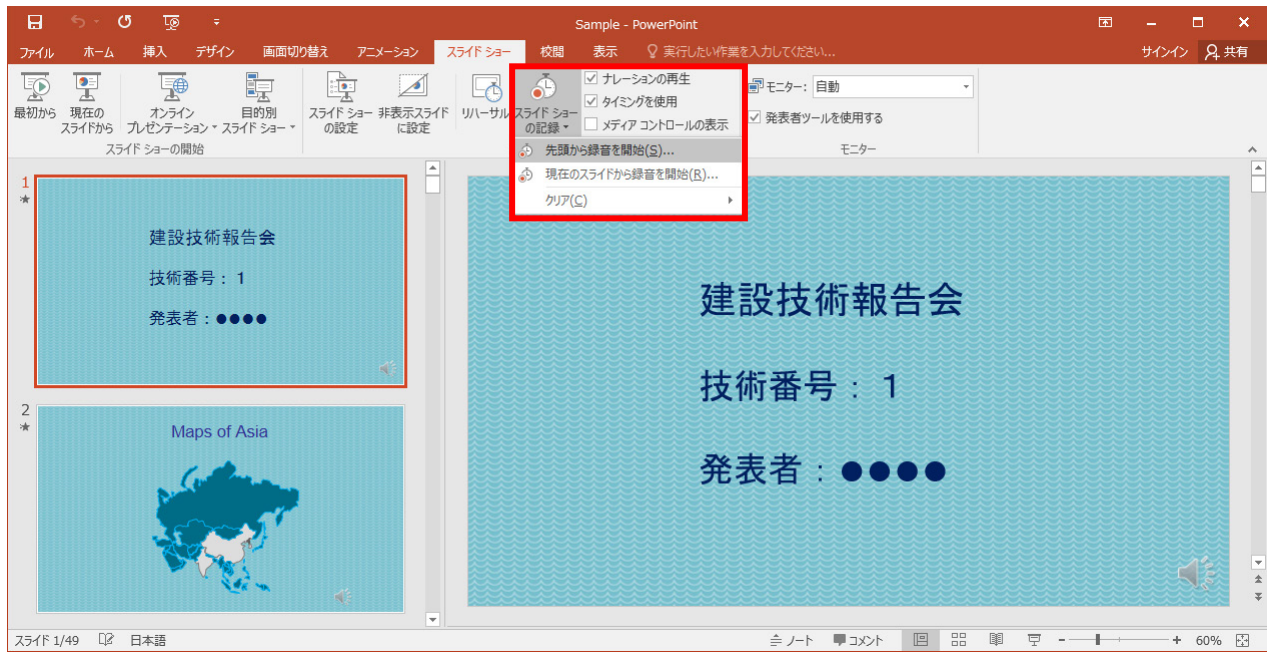 Sample - PowerPoint
ファイル ホーム 挿入 デザイン 画面切り替え アニメーション スライド ショー 校閲 表示 実行したい作業を入力してください... サインイン 共有
最初から
現在の
スライドから
オンライン
プレゼンテーション
目的別
スライド ショー
スライド ショー
の設定
非表示スライド
に設定
リハーサル
スライド ショー
の記録
ナレーションの再生
タイミングを使用
メディア コントロールの表示
モニター: 自動
発表者ツールを使用する
スライド ショーの開始
モニター
先頭から録音を開始(S)...
現在のスライドから録音を開始(R)...
クリア(C)
1
建設技術報告会
技術番号：1
発表者：●●●●
2
Maps of Asia
建設技術報告会
技術番号：1
発表者：●●●●
スライド 1/49 日本語 ノート コメント 60%